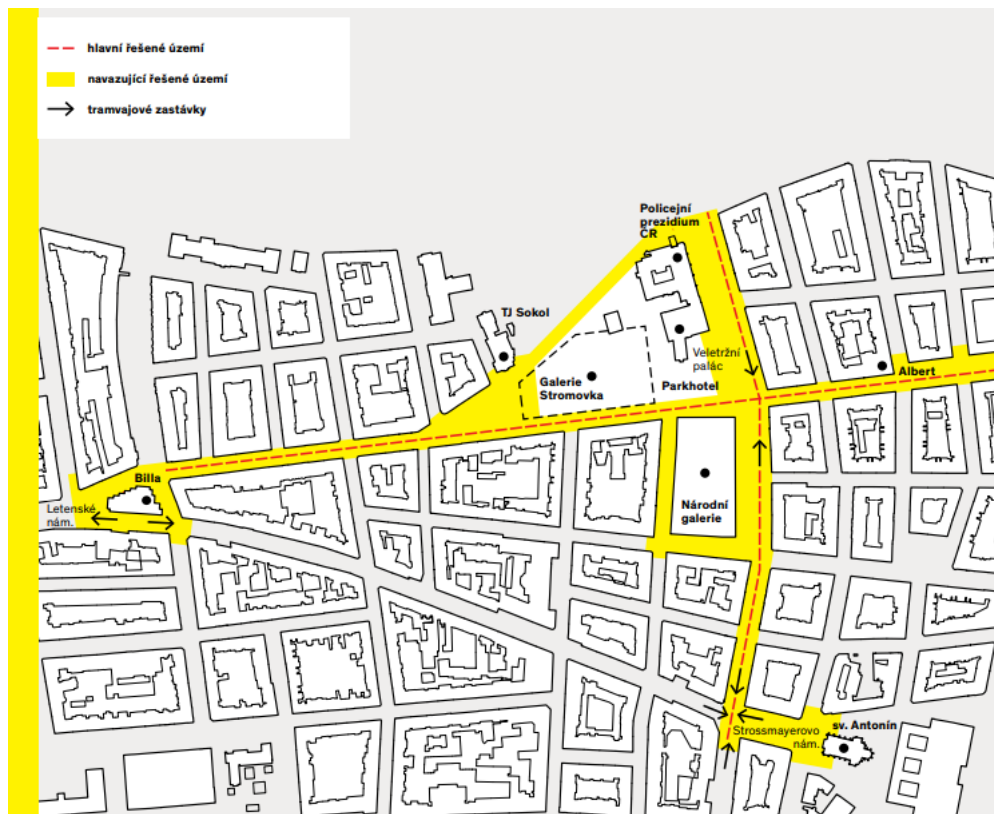 hlavní řešené území
navazující řešené území
tramvajové zastávky
Policejní
prezidium
ČR
TJ Sokol
Veletržní
palác
Galerie
Stromovka
Parkhotel
Albert
Billa
Letenské
nám.
Národní
galerie
sv. Antonín
Strossmayerovo
nám.